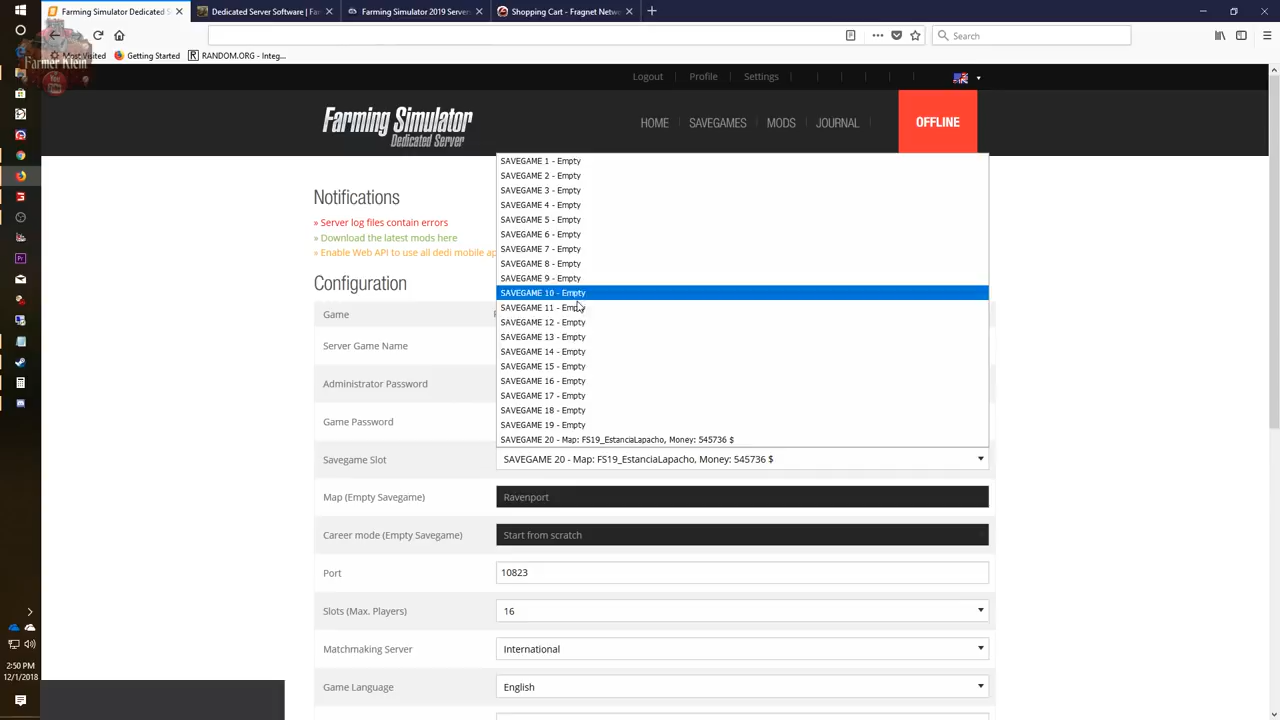 Farming Simulator Dedicated S
Dedicated Server Software | Far
Farming Simulator 2019 Servers
Shopping Cart - Fragnet Networ
Search
Most Visited
Getting Started
RANDOM.ORG - Integ...
Farmer Klein
Logout
Profile
Settings
Farming Simulator
Dedicated Server
HOME
SAVEGAMES
MODS
JOURNAL
OFFLINE
SAVEGAME 1 - Empty
SAVEGAME 2 - Empty
SAVEGAME 3 - Empty
SAVEGAME 4 - Empty
SAVEGAME 5 - Empty
SAVEGAME 6 - Empty
SAVEGAME 7 - Empty
SAVEGAME 8 - Empty
SAVEGAME 9 - Empty
SAVEGAME 10 - Empty
SAVEGAME 11 - Empty
SAVEGAME 12 - Empty
SAVEGAME 13 - Empty
SAVEGAME 14 - Empty
SAVEGAME 15 - Empty
SAVEGAME 16 - Empty
SAVEGAME 17 - Empty
SAVEGAME 18 - Empty
SAVEGAME 19 - Empty
SAVEGAME 20 - Map: FS19_EstanciaLapacho, Money: 545736 $
Notifications
» Server log files contain errors
» Download the latest mods here
» Enable Web API to use all dedi mobile ap
Configuration
Game
Server Game Name
Administrator Password
Game Password
Savegame Slot
SAVEGAME 20 - Map: FS19_EstanciaLapacho, Money: 545736 $
Map (Empty Savegame)
Ravenport
Career mode (Empty Savegame)
Start from scratch
Port
10823
Slots (Max. Players)
16
Matchmaking Server
International
Game Language
English
2:50 PM
12/1/2018